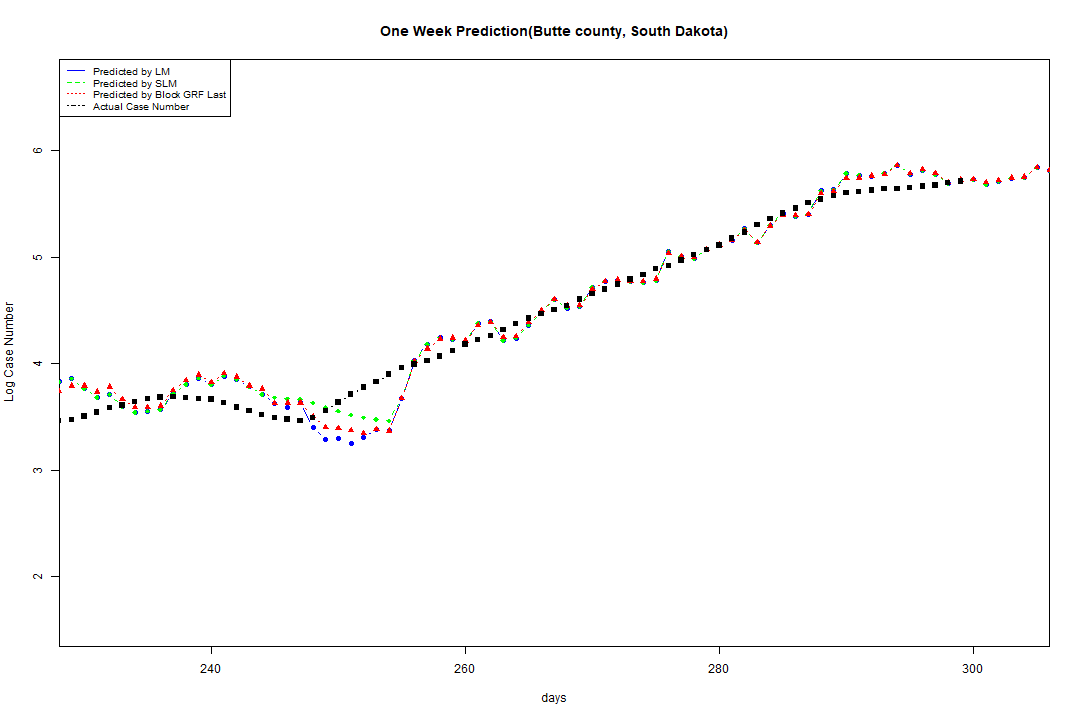 One Week Prediction(Butte county, South Dakota)
Predicted by LM
Predicted by SLM
Predicted by Block GRF Last
Actual Case Number
6
5
4
3
2
Log Case Number
240
260
280
300
days